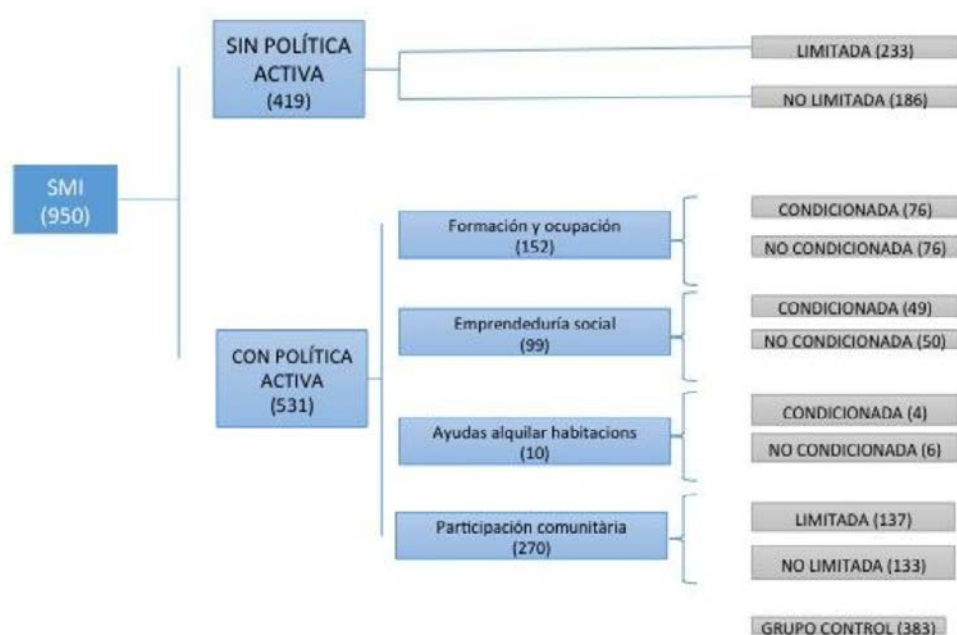 SIN POLÍTICA
ACTIVA
(419)
LIMITADA (233)
NO LIMITADA (186)
SMI
(950)
Formación y ocupación
(152)
CONDICIONADA (76)
NO CONDICIONADA (76)
Emprendeduría social
(99)
CONDICIONADA (49)
NO CONDICIONADA (50)
CON POLÍTICA
ACTIVA
(531)
Ayudas alquilar habitacions
(10)
CONDICIONADA (4)
NO CONDICIONADA (6)
Participación comunitària
(270)
LIMITADA (137)
NO LIMITADA (133)
GRUPO CONTROL (383)